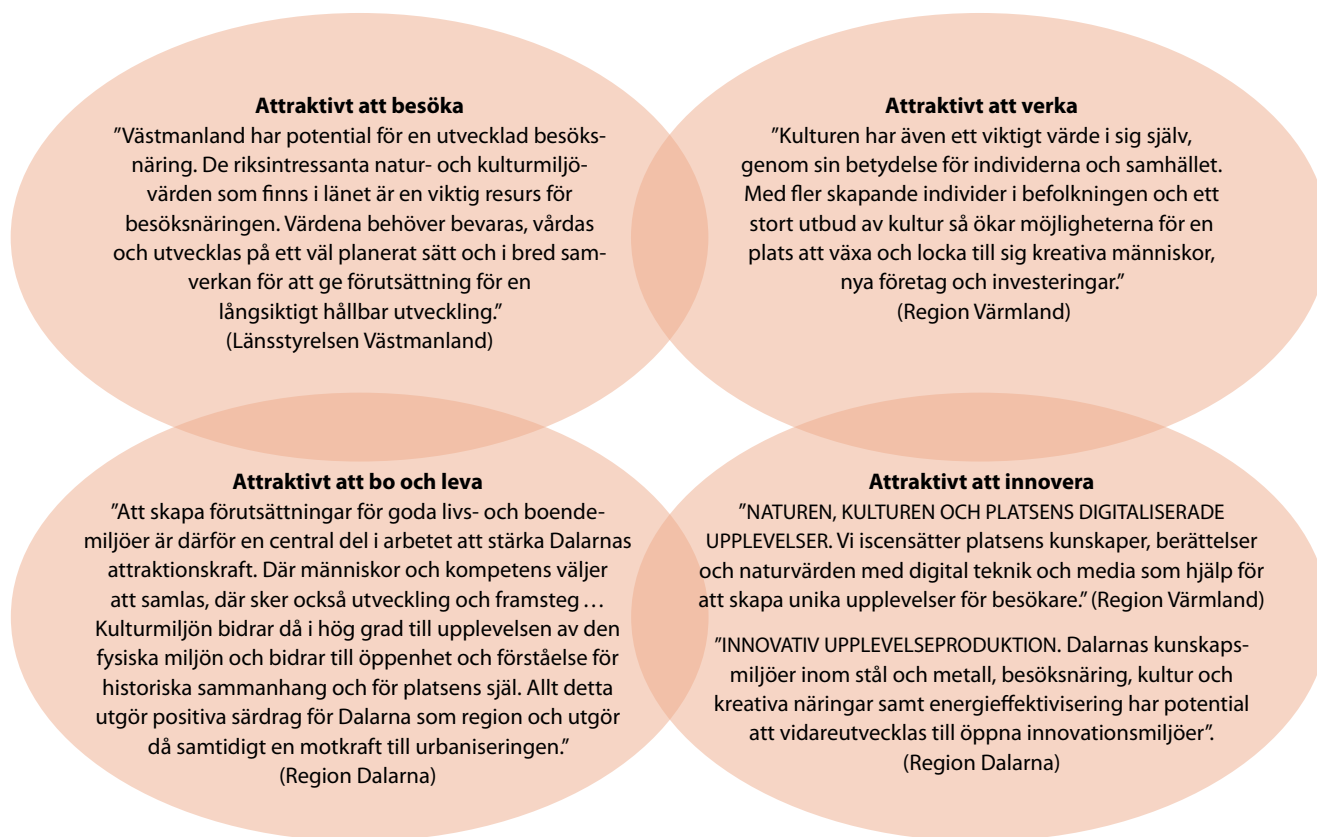 Attraktivt att besöka
”Västmanland har potential för en utvecklad besöks-
näring. De riksintressanta natur- och kulturmiljö-
värden som finns i länet är en viktig resurs för
besöksnäringen. Värdena behöver bevaras, vårdas
och utvecklas på ett väl planerat sätt och i bred sam-
verkan för att ge förutsättning för en
långsiktigt hållbar utveckling.”
(Länsstyrelsen Västmanland)
Attraktivt att verka
”Kulturen har även ett viktigt värde i sig själv,
genom sin betydelse för individerna och samhället.
Med fler skapande individer i befolkningen och ett
stort utbud av kultur så ökar möjligheterna för en
plats att växa och locka till sig kreativa människor,
nya företag och investeringar.”
(Region Värmland)
Attraktivt att bo och leva
”Att skapa förutsättningar för goda livs- och boende-
miljöer är därför en central del i arbetet att stärka Dalarnas
attraktionskraft. Där människor och kompetens väljer
att samlas, där sker också utveckling och framsteg …
Kulturmiljön bidrar då i hög grad till upplevelsen av den
fysiska miljön och bidrar till öppenhet och förståelse för
historiska sammanhang och för platsens själ. Allt detta
utgör positiva särdrag för Dalarna som region och utgör
då samtidigt en motkraft till urbaniseringen.”
(Region Dalarna)
Attraktivt att innovera
”NATUREN, KULTUREN OCH PLATSENS DIGITALISERADE
UPPLEVELSER. Vi iscensätter platsens kunskaper, berättelser
och naturvärden med digital teknik och media som hjälp för
att skapa unika upplevelser för besökare.” (Region Värmland)
”INNOVATIV UPPLEVELSEPRODUKTION. Dalarnas kunskaps-
miljöer inom stål och metall, besöksnäring, kultur och
kreativa näringar samt energieffektivisering har potential
att vidareutvecklas till öppna innovationsmiljöer”.
(Region Dalarna)